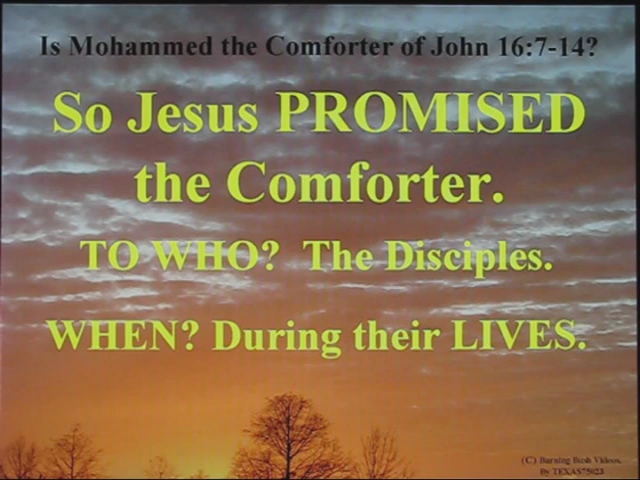 Is Mohammed the Comforter of John 16:7-14?
So Jesus PROMISED
the Comforter.
TO WHO? The Disciples.
WHEN? During their LIVES.
(C) Burning Bush Videos.
By TEXAS75023